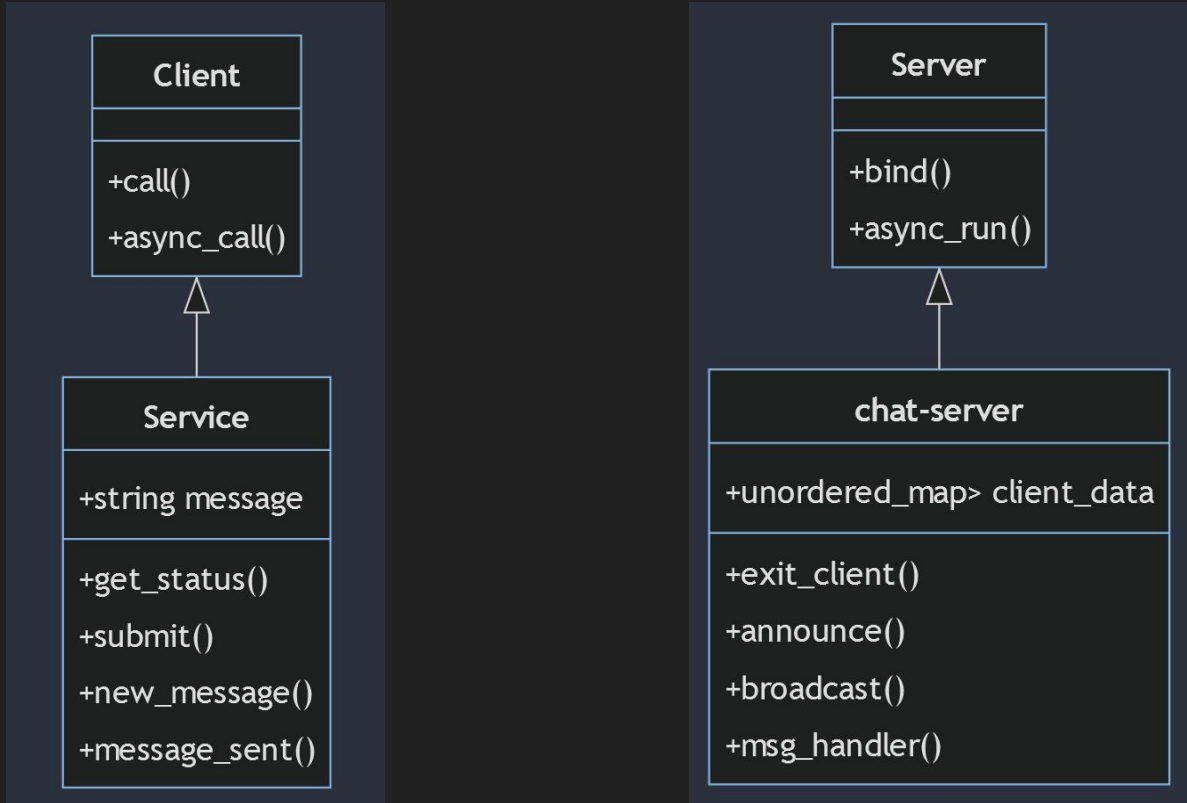 Client
+call()
+async_call()
Service
+string message
+get_status()
+submit()
+new_message()
+message_sent()
Server
+bind()
+async_run()
chat-server
+unordered_map> client_data
+exit_client()
+announce()
+broadcast()
+msg_handler()